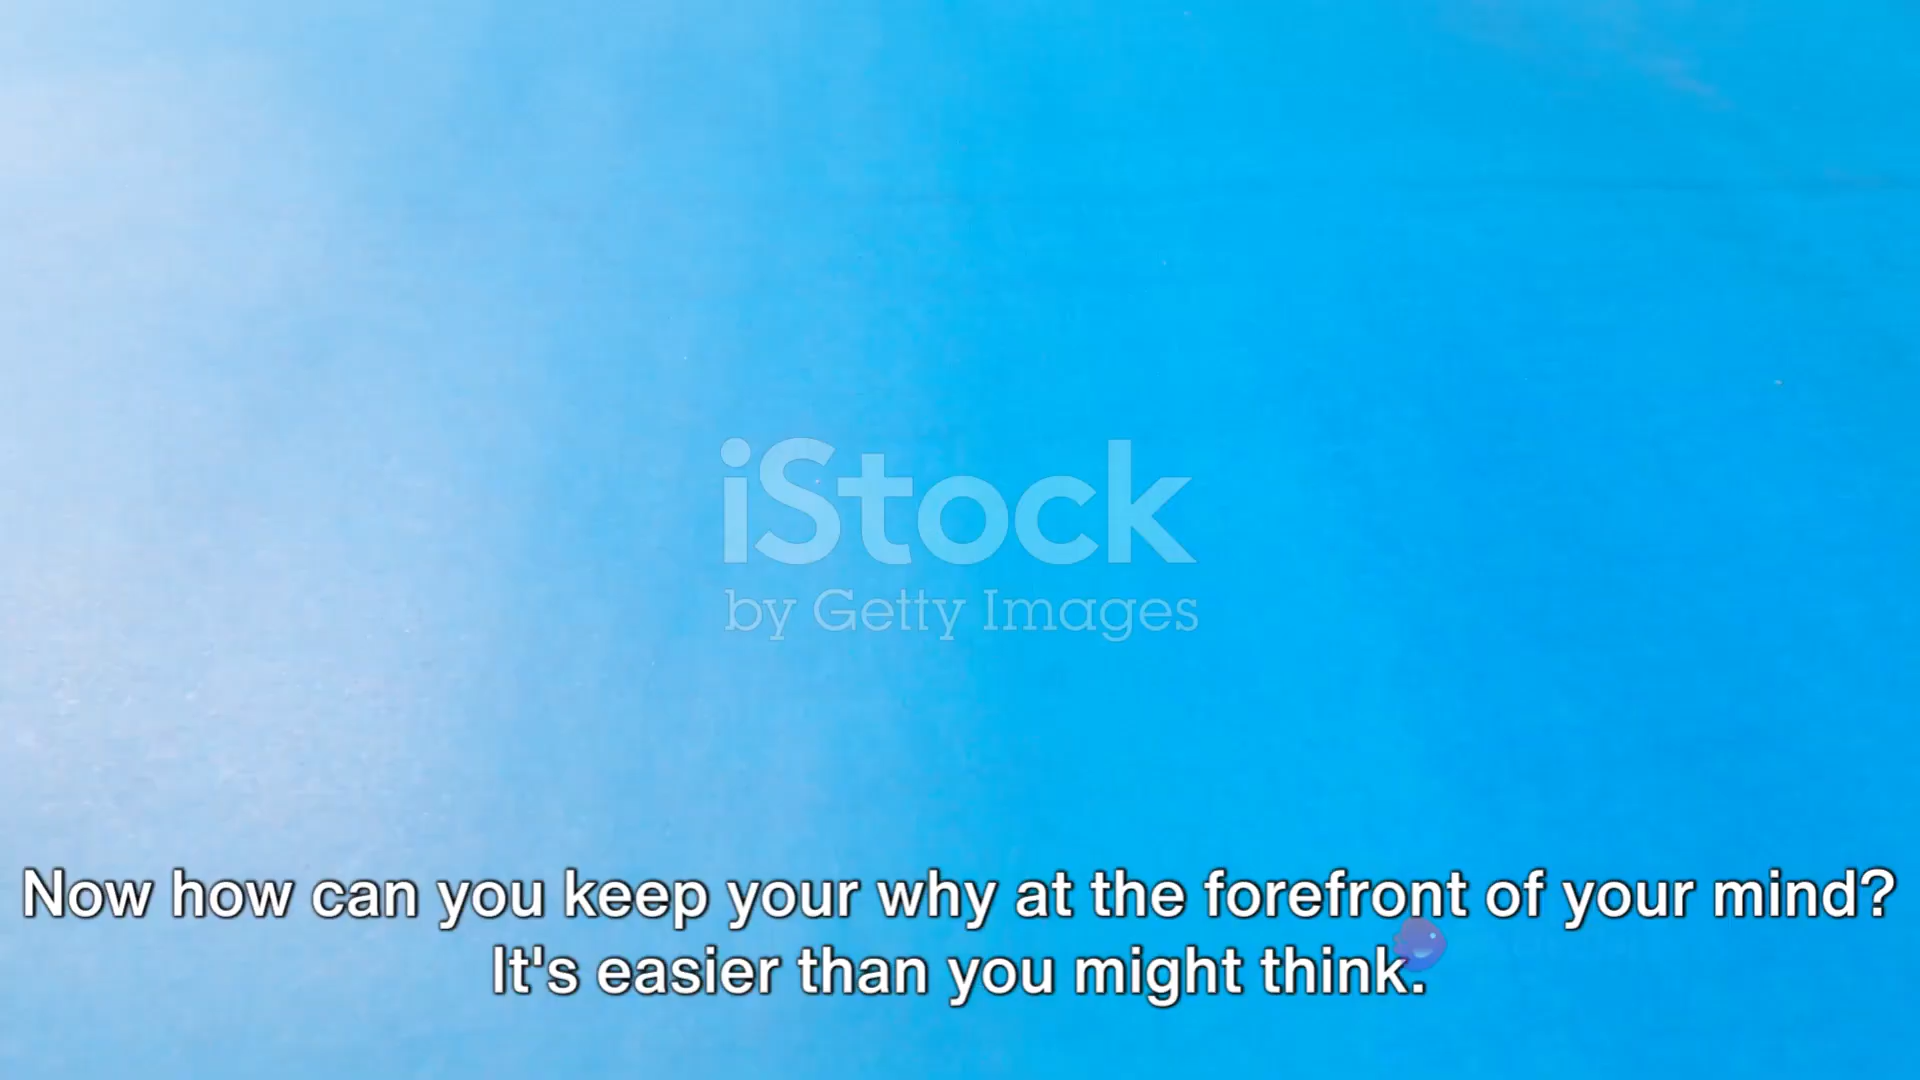 iStock
by Getty Images
Now how can you keep your why at the forefront of your mind?
It's easier than you might think.